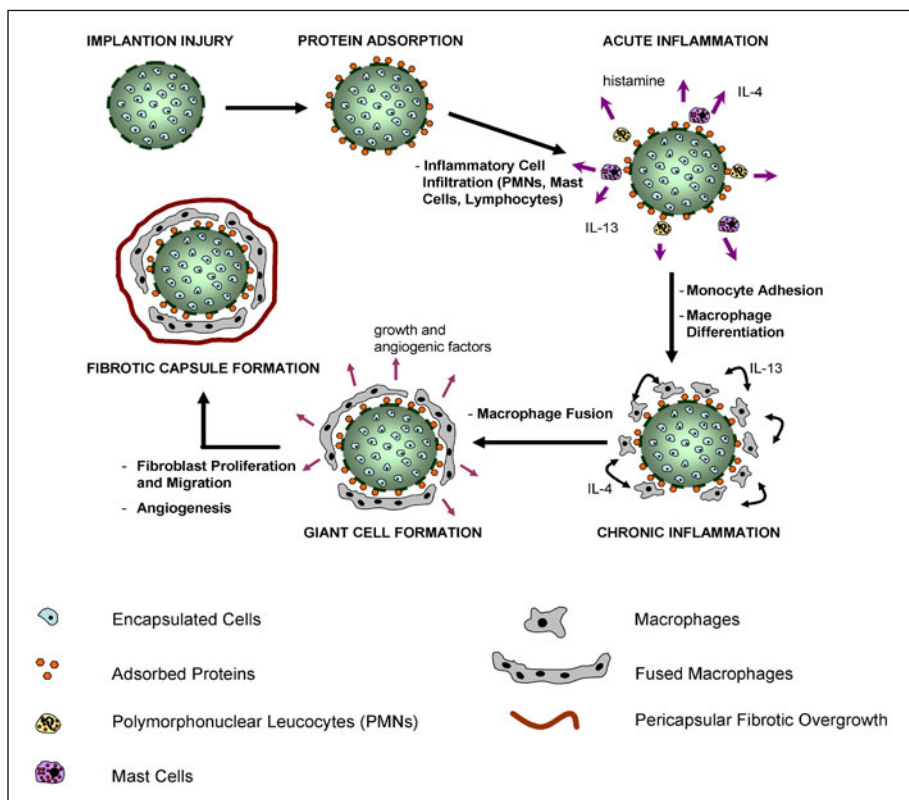 IMPLANTION INJURY
PROTEIN ADSORPTION
ACUTE INFLAMMATION
histamine
IL-4
- Inflammatory Cell
Infiltration (PMNs, Mast
Cells, Lymphocytes)
IL-13
- Monocyte Adhesion
- Macrophage
Differentiation
IL-13
IL-4
CHRONIC INFLAMMATION
- Macrophage Fusion
growth and
angiogenic factors
GIANT CELL FORMATION
- Fibroblast Proliferation
and Migration
- Angiogenesis
FIBROTIC CAPSULE FORMATION
Encapsulated Cells
Adsorbed Proteins
Polymorphonuclear Leucocytes (PMNs)
Mast Cells
Macrophages
Fused Macrophages
Pericapsular Fibrotic Overgrowth